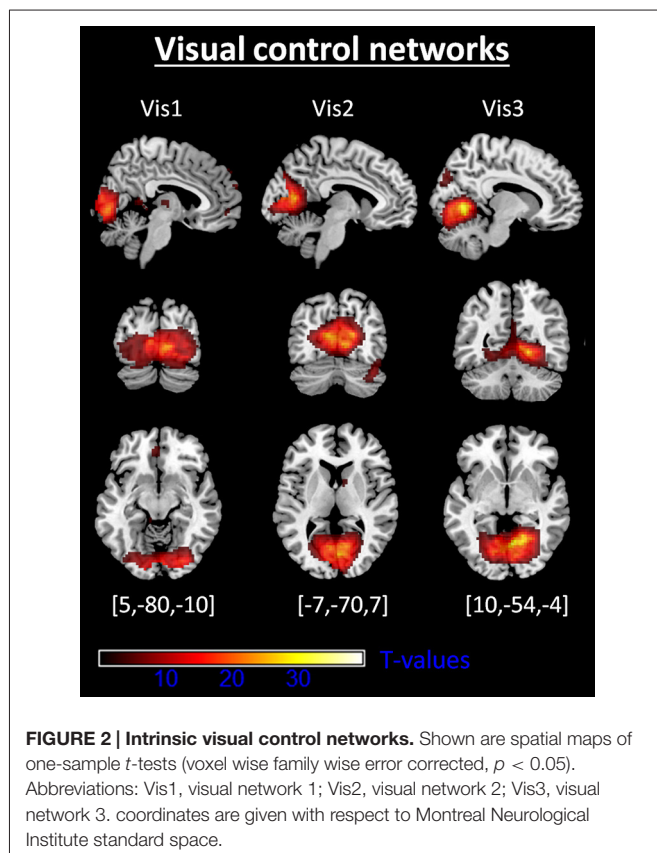 Visual control networks
Vis1 Vis2 Vis3
[5,-80,-10] [-7,-70,7] [10,-54,-4]
T-values
10 20 30
FIGURE 2 | Intrinsic visual control networks. Shown are spatial maps of
one-sample t-tests (voxel wise family wise error corrected, p < 0.05).
Abbreviations: Vis1, visual network 1; Vis2, visual network 2; Vis3, visual
network 3. coordinates are given with respect to Montreal Neurological
Institute standard space.